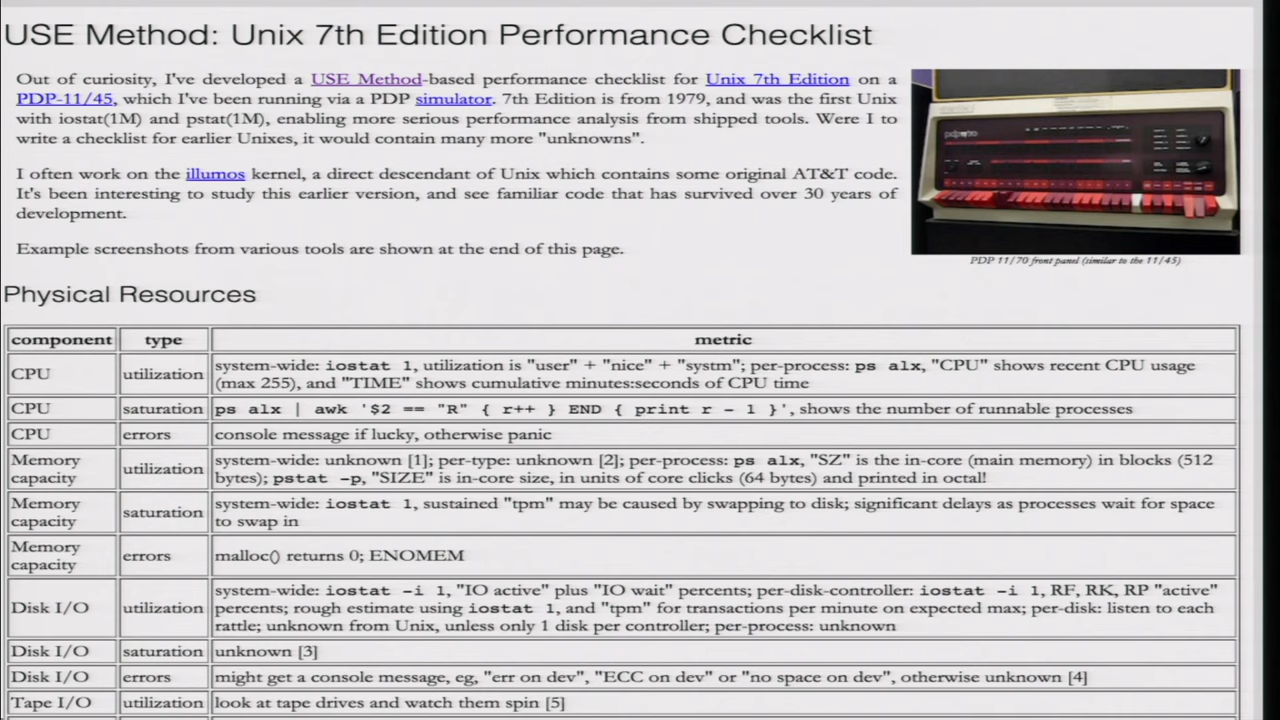 USE Method: Unix 7th Edition Performance Checklist
Out of curiosity, I've developed a USE Method-based performance checklist for Unix 7th Edition on a
PDP-11/45, which I've been running via a PDP simulator. 7th Edition is from 1979, and was the first Unix
with iostat(1M) and pstat(1M), enabling more serious performance analysis from shipped tools. Were I to
write a checklist for earlier Unixes, it would contain many more "unknowns".
I often work on the illumos kernel, a direct descendant of Unix which contains some original AT&T code.
It's been interesting to study this earlier version, and see familiar code that has survived over 30 years of
development.
Example screenshots from various tools are shown at the end of this page.
PDP 11/70 front panel (similar to the 11/45)
Physical Resources
component type metric
CPU utilization system-wide: iostat 1, utilization is "user" + "nice" + "systm"; per-process: ps alx, "CPU" shows recent CPU usage
(max 255), and "TIME" shows cumulative minutes:seconds of CPU time
CPU saturation ps alx | awk '$2 == "R" { r++ } END { print r - 1 }', shows the number of runnable processes
CPU errors console message if lucky, otherwise panic
Memory capacity utilization system-wide: unknown [1]; per-type: unknown [2]; per-process: ps alx, "SZ" is the in-core (main memory) in blocks (512
bytes); pstat -p, "SIZE" is in-core size, in units of core clicks (64 bytes) and printed in octal!
Memory capacity saturation system-wide: iostat 1, sustained "tpm" may be caused by swapping to disk; significant delays as processes wait for space
to swap in
Memory capacity errors malloc() returns 0; ENOMEM
Disk I/O utilization system-wide: iostat -i 1, "IO active" plus "IO wait" percents; per-disk-controller: iostat -i 1, RF, RK, RP "active"
percents; rough estimate using iostat 1, and "tpm" for transactions per minute on expected max; per-disk: listen to each
rattle; unknown from Unix, unless only 1 disk per controller; per-process: unknown
Disk I/O saturation unknown [3]
Disk I/O errors might get a console message, eg, "err on dev", "ECC on dev" or "no space on dev", otherwise unknown [4]
Tape I/O utilization look at tape drives and watch them spin [5]